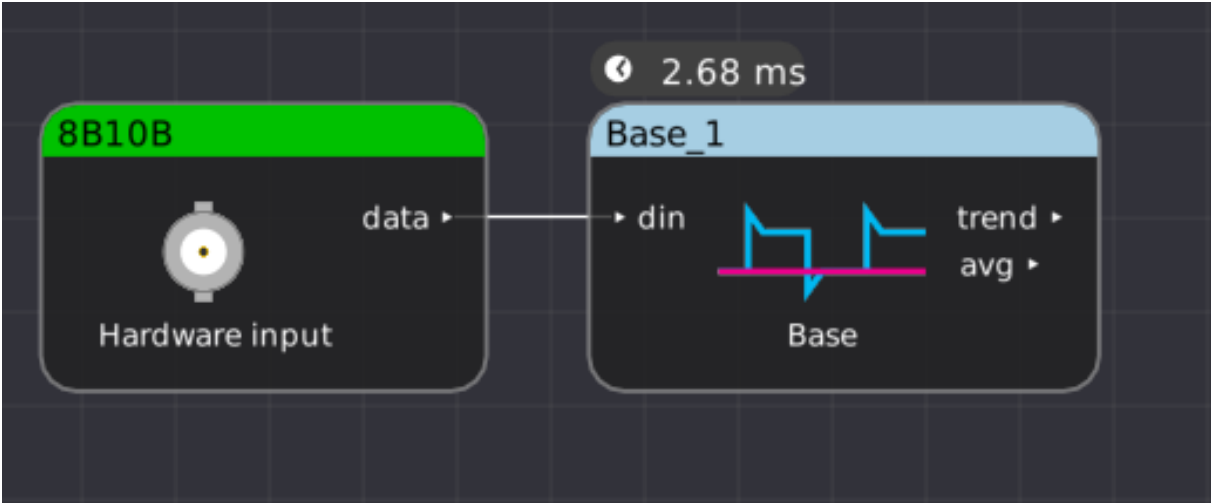 2.68 ms
8B10B
Base_1
data
din
trend
avg
Hardware input
Base